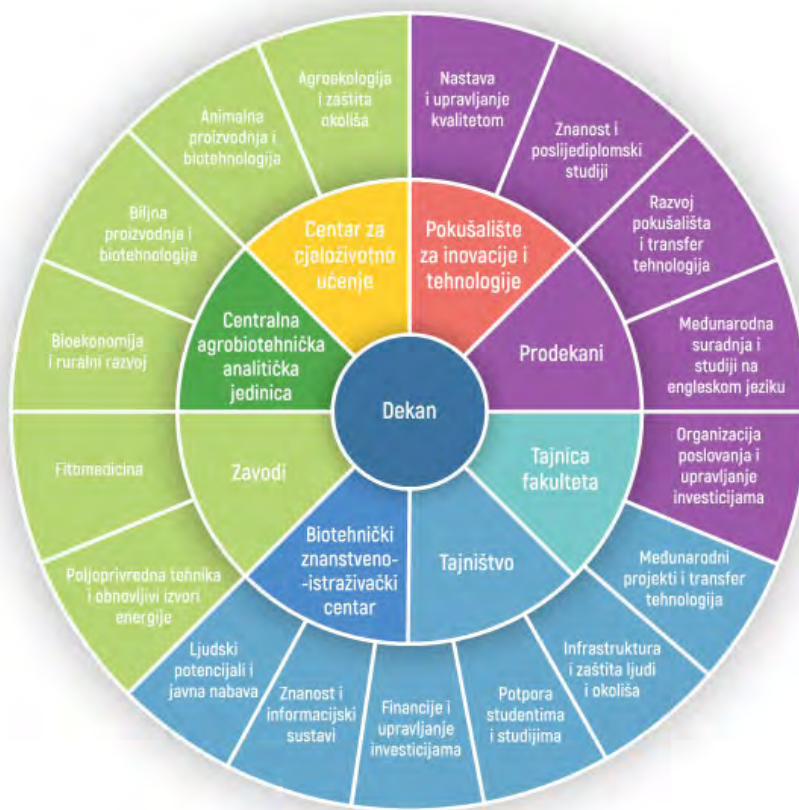 Agroekologija
i zaštita
okoliša
Nastava
i upravljanje
kvalitetom
Znanost i
poslijediplomski
studiji
Razvoj
pokušališta
i transfer
tehnologija
Međunarodna
suradnja i
studiji na
engleskom jeziku
Organizacija
poslovanja i
upravljanje
investicijama
Međunarodni
projekti i transfer
tehnologija
Infrastruktura
i zaštita ljudi
i okoliša
Potpora
studentima
i studijima
Financije i
upravljanje
investicijama
Znanost i
informacijski
sustavi
Ljudski
potencijali i
javna nabava
Poljoprivredna tehnika
i obnovljivi izvori
energije
Fitomedicina
Bioekonomija
i ruralni razvoj
Biljna
proizvodnja i
biotehnologija
Animalna
proizvodnja i
biotehnologija
Centar za
cjeloživotno
učenje
Pokušalište
za inovacije i
tehnologije
Prodekani
Tajnica
fakulteta
Tajništvo
Biotehnički
znanstveno-
-istraživački
centar
Zavodi
Centralna
agrobiotehnička
analitička
jedinica
Dekan